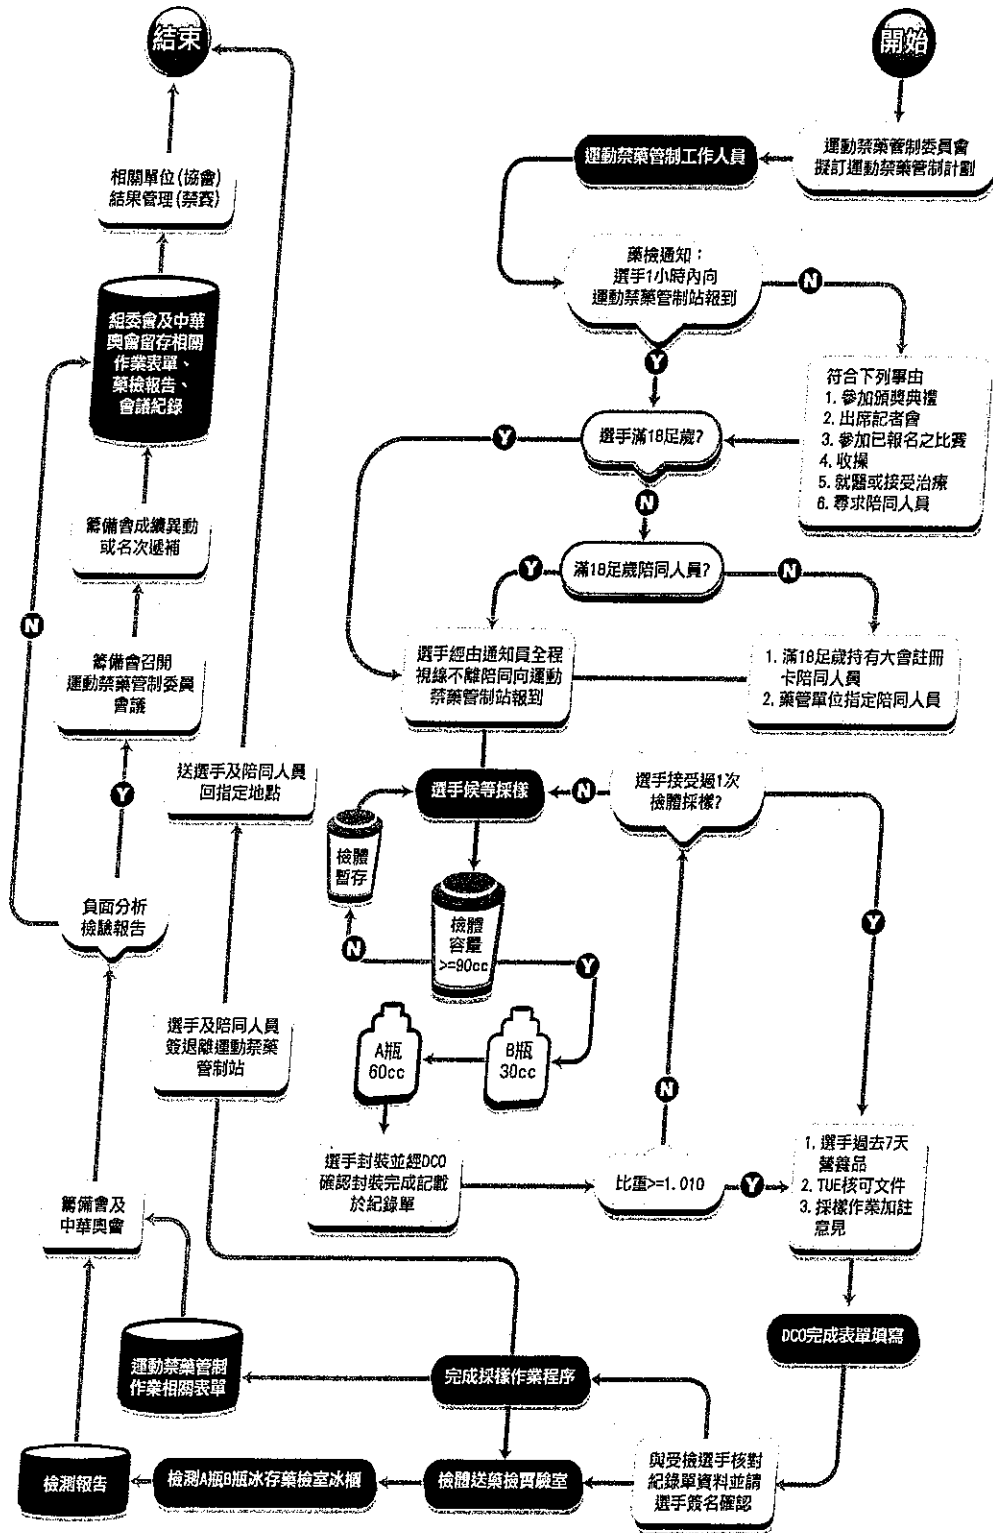 開始
運動禁藥管制委員會
擬訂運動禁藥管制計劃
運動禁藥管制工作人員
藥檢通知：
選手1小時內向
運動禁藥管制站報到
N
Y
符合下列事由
1. 參加頒獎典禮
2. 出席記者會
3. 參加已報名之比賽
4. 收操
5. 就醫或接受治療
6. 尋求陪同人員
選手滿18足歲?
Y
N
滿18足歲陪同人員?
Y
N
選手經由通知員全程
視線不離陪同向運動
禁藥管制站報到
1. 滿18足歲持有大會註冊
卡陪同人員
2. 藥管單位指定陪同人員
選手候等採樣
N
選手接受過1次
檢體採樣?
Y
檢體
暫存
檢體
容量
>=90cc
N
Y
B瓶
30cc
A瓶
60cc
選手封裝並經DCO
確認封裝完成記載
於紀錄單
比重>=1.010
N
Y
1. 選手過去7天
營養品
2. TUE核可文件
3. 採樣作業加註
意見
DCO完成表單填寫
與受檢選手核對
紀錄單資料並請
選手簽名確認
完成採樣作業程序
檢體送藥檢實驗室
檢測A瓶B瓶冰存藥檢室冰櫃
檢測報告
運動禁藥管制
作業相關表單
籌備會及
中華奧會
選手及陪同人員
簽退離運動禁藥
管制站
送選手及陪同人員
回指定地點
負面分析
檢驗報告
Y
N
籌備會召開
運動禁藥管制委員
會議
籌備會成績異動
或名次遞補
組委會及中華
奧會留存相關
作業表單、
藥檢報告、
會議紀錄
相關單位(協會)
結果管理(禁賽)
結束